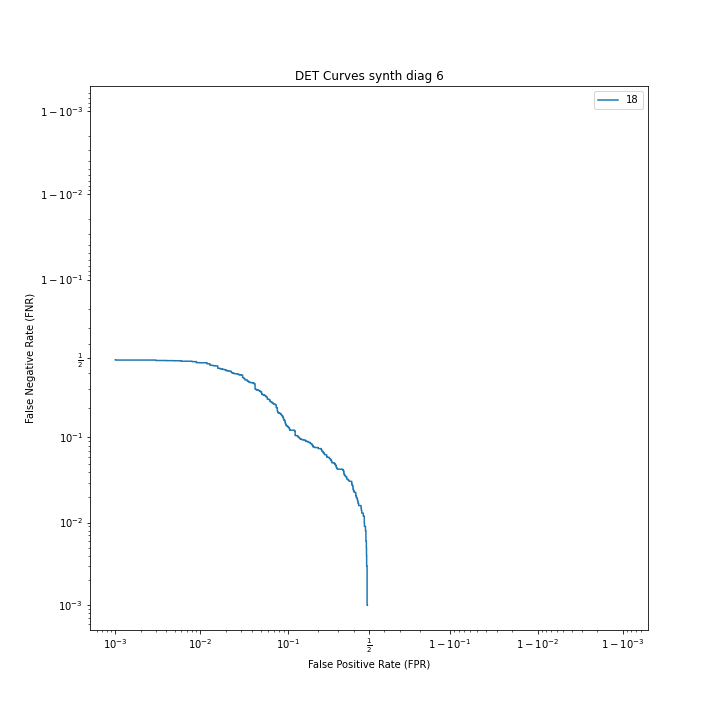 DET Curves synth diag 6
18
1 − 10⁻³
1 − 10⁻²
1 − 10⁻¹
½
10⁻¹
10⁻²
10⁻³
False Negative Rate (FNR)
10⁻³ 10⁻² 10⁻¹ ½ 1 − 10⁻¹ 1 − 10⁻² 1 − 10⁻³
False Positive Rate (FPR)